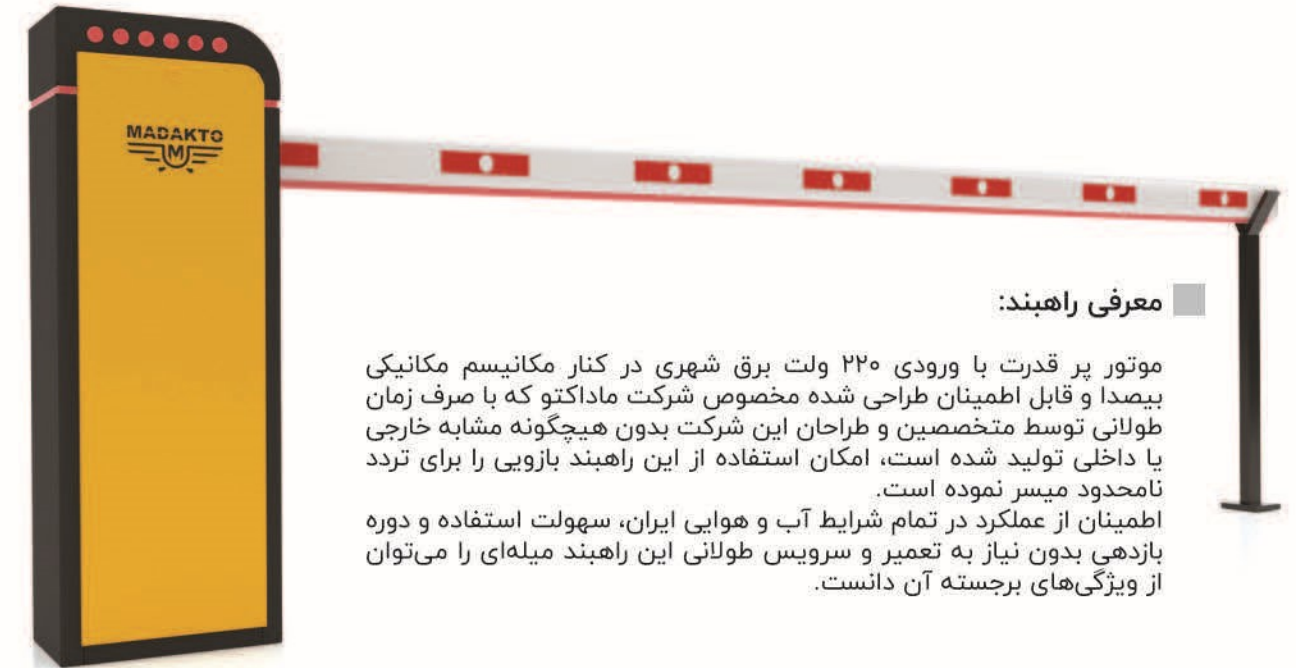 MADAKTO
M
معرفی راهبند:
موتور پر قدرت با ورودی ۲۲۰ ولت برق شهری در کنار مکانیسم مکانیکی
بیصدا و قابل اطمینان طراحی شده مخصوص شرکت ماداکتو که با صرف زمان
طولانی توسط متخصصین و طراحان این شرکت بدون هیچگونه مشابه خارجی
یا داخلی تولید شده است، امکان استفاده از این راهبند بازویی را برای تردد
نامحدود میسر نموده است.
اطمینان از عملکرد در تمام شرایط آب و هوایی ایران، سهولت استفاده و دوره
بازدهی بدون نیاز به تعمیر و سرویس طولانی این راهبند میله‌ای را می‌توان
از ویژگی‌های برجسته آن دانست.